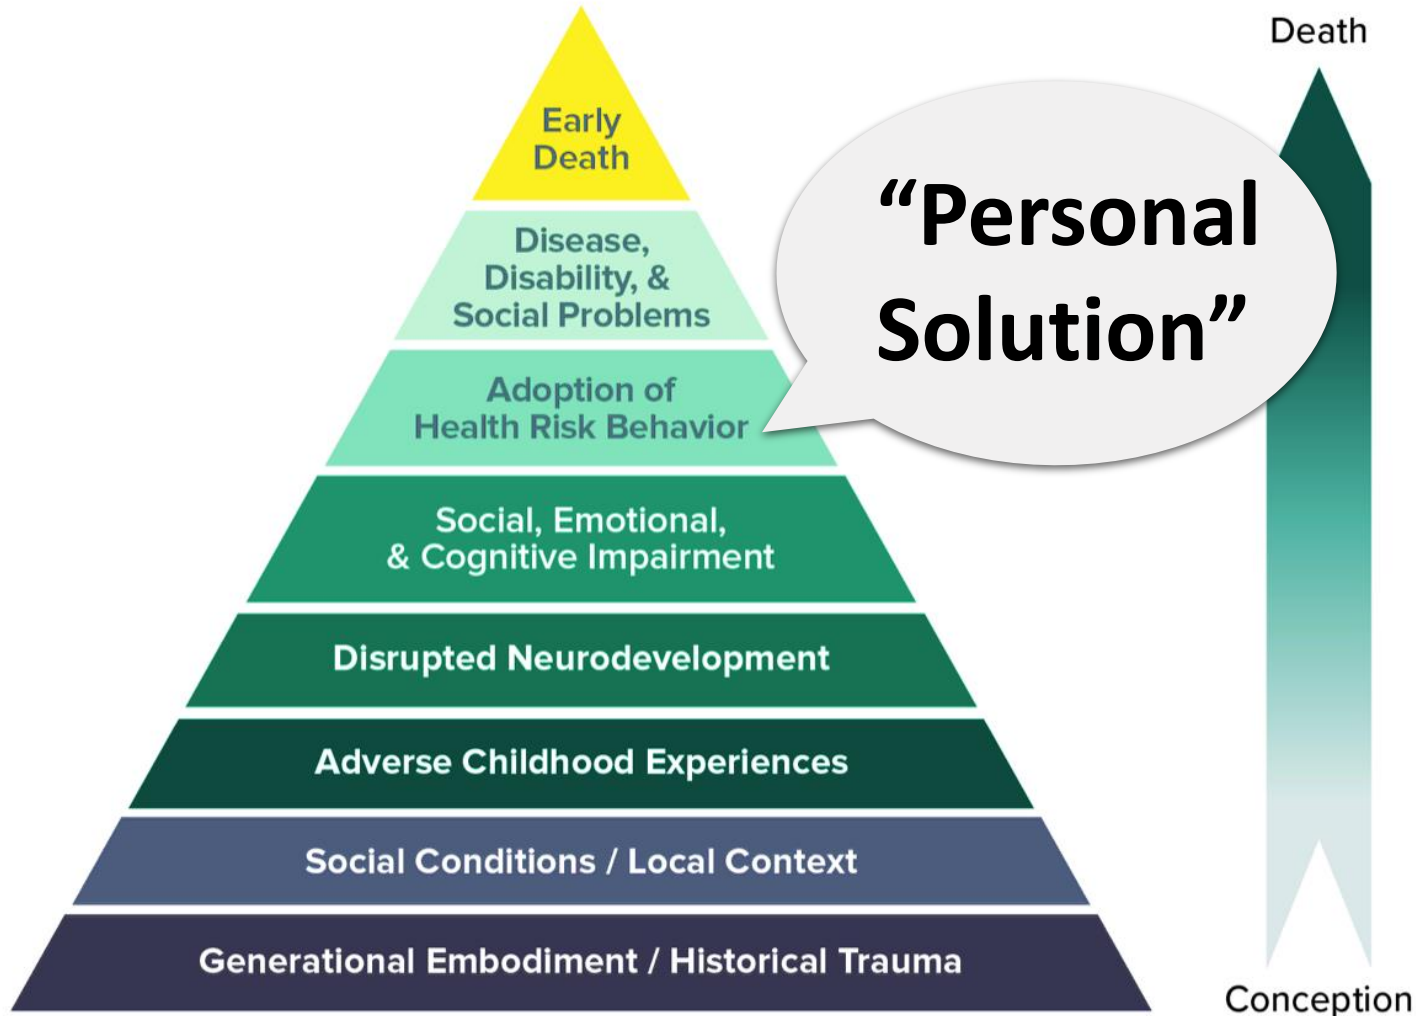 Death
Early
Death
Disease,
Disability, &
Social Problems
“Personal
Solution”
Adoption of
Health Risk Behavior
Social, Emotional,
& Cognitive Impairment
Disrupted Neurodevelopment
Adverse Childhood Experiences
Social Conditions / Local Context
Generational Embodiment / Historical Trauma
Conception